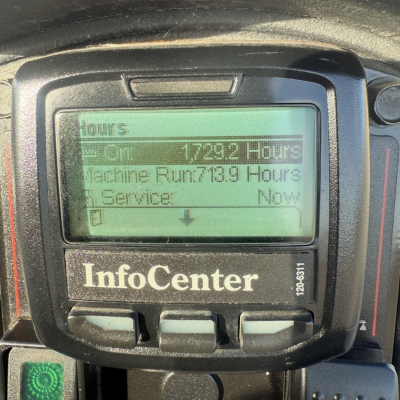 Hours
On: 1,729.2 Hours
Machine Run:713.9 Hours
Service: Now
InfoCenter
120-6311